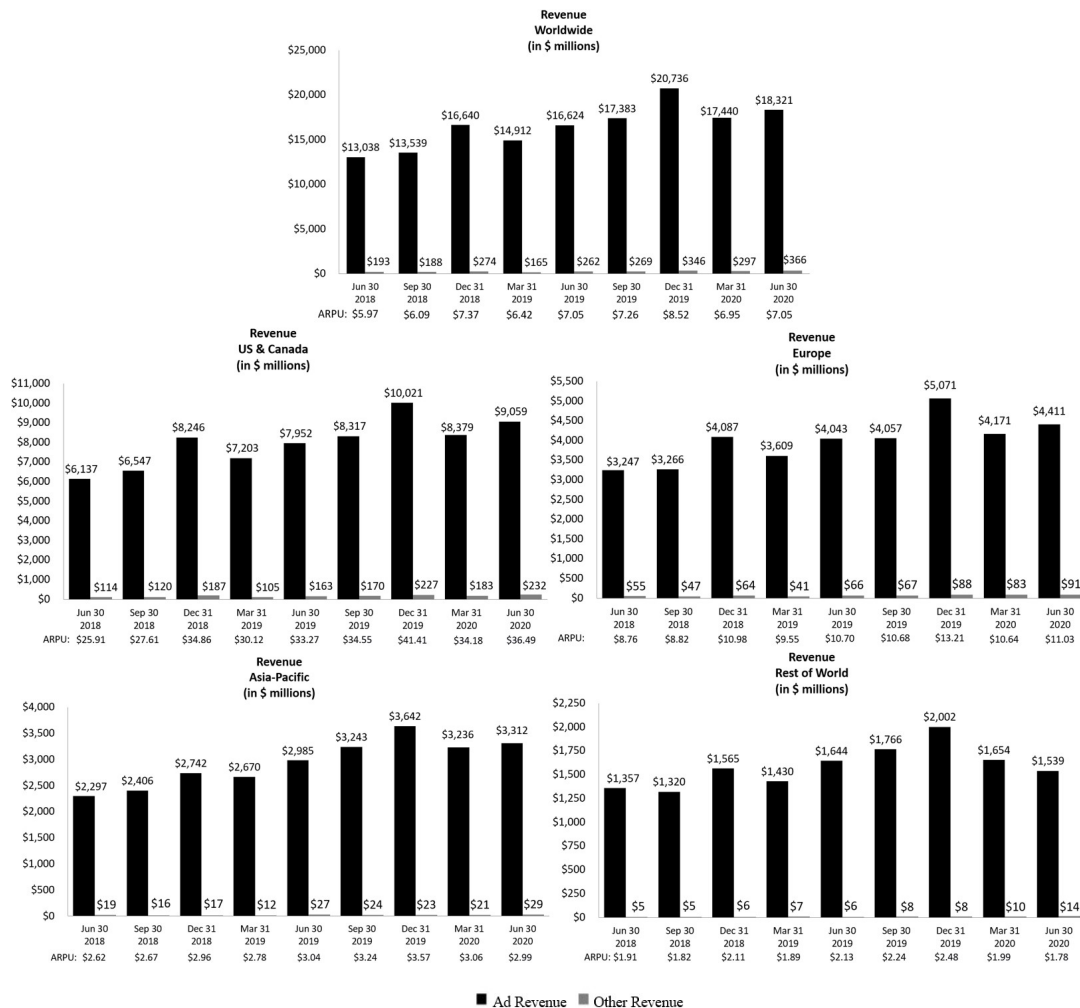 Revenue
Worldwide
(in $ millions)
$25,000
$20,000
$15,000
$10,000
$5,000
$0
$13,038 $13,539 $16,640 $14,912 $16,624 $17,383 $20,736 $17,440 $18,321
$193 $188 $274 $165 $262 $269 $346 $297 $366
Jun 30 Sep 30 Dec 31 Mar 31 Jun 30 Sep 30 Dec 31 Mar 31 Jun 30
2018 2018 2018 2019 2019 2019 2019 2020 2020
ARPU: $5.97 $6.09 $7.37 $6.42 $7.05 $7.26 $8.52 $6.95 $7.05
Revenue
US & Canada
(in $ millions)
$11,000
$10,000
$9,000
$8,000
$7,000
$6,000
$5,000
$4,000
$3,000
$2,000
$1,000
$0
$6,137 $6,547 $8,246 $7,203 $7,952 $8,317 $10,021 $8,379 $9,059
$114 $120 $187 $105 $163 $170 $227 $183 $232
Jun 30 Sep 30 Dec 31 Mar 31 Jun 30 Sep 30 Dec 31 Mar 31 Jun 30
2018 2018 2018 2019 2019 2019 2019 2020 2020
ARPU: $25.91 $27.61 $34.86 $30.12 $33.27 $34.55 $41.41 $34.18 $36.49
Revenue
Europe
(in $ millions)
$5,500
$5,000
$4,500
$4,000
$3,500
$3,000
$2,500
$2,000
$1,500
$1,000
$500
$0
$3,247 $3,266 $4,087 $3,609 $4,043 $4,057 $5,071 $4,171 $4,411
$55 $47 $64 $41 $66 $67 $88 $83 $91
Jun 30 Sep 30 Dec 31 Mar 31 Jun 30 Sep 30 Dec 31 Mar 31 Jun 30
2018 2018 2018 2019 2019 2019 2019 2020 2020
ARPU: $8.76 $8.82 $10.98 $9.55 $10.70 $10.68 $13.21 $10.64 $11.03
Revenue
Asia-Pacific
(in $ millions)
$4,000
$3,500
$3,000
$2,500
$2,000
$1,500
$1,000
$500
$0
$2,297 $2,406 $2,742 $2,670 $2,985 $3,243 $3,642 $3,236 $3,312
$19 $16 $17 $12 $27 $24 $23 $21 $29
Jun 30 Sep 30 Dec 31 Mar 31 Jun 30 Sep 30 Dec 31 Mar 31 Jun 30
2018 2018 2018 2019 2019 2019 2019 2020 2020
ARPU: $2.62 $2.67 $2.96 $2.78 $3.04 $3.24 $3.57 $3.06 $2.99
Revenue
Rest of World
(in $ millions)
$2,250
$2,000
$1,750
$1,500
$1,250
$1,000
$750
$500
$250
$0
$1,357 $1,320 $1,565 $1,430 $1,644 $1,766 $2,002 $1,654 $1,539
$5 $5 $6 $7 $6 $8 $8 $10 $14
Jun 30 Sep 30 Dec 31 Mar 31 Jun 30 Sep 30 Dec 31 Mar 31 Jun 30
2018 2018 2018 2019 2019 2019 2019 2020 2020
ARPU: $1.91 $1.82 $2.11 $1.89 $2.13 $2.24 $2.48 $1.99 $1.78
Ad Revenue Other Revenue